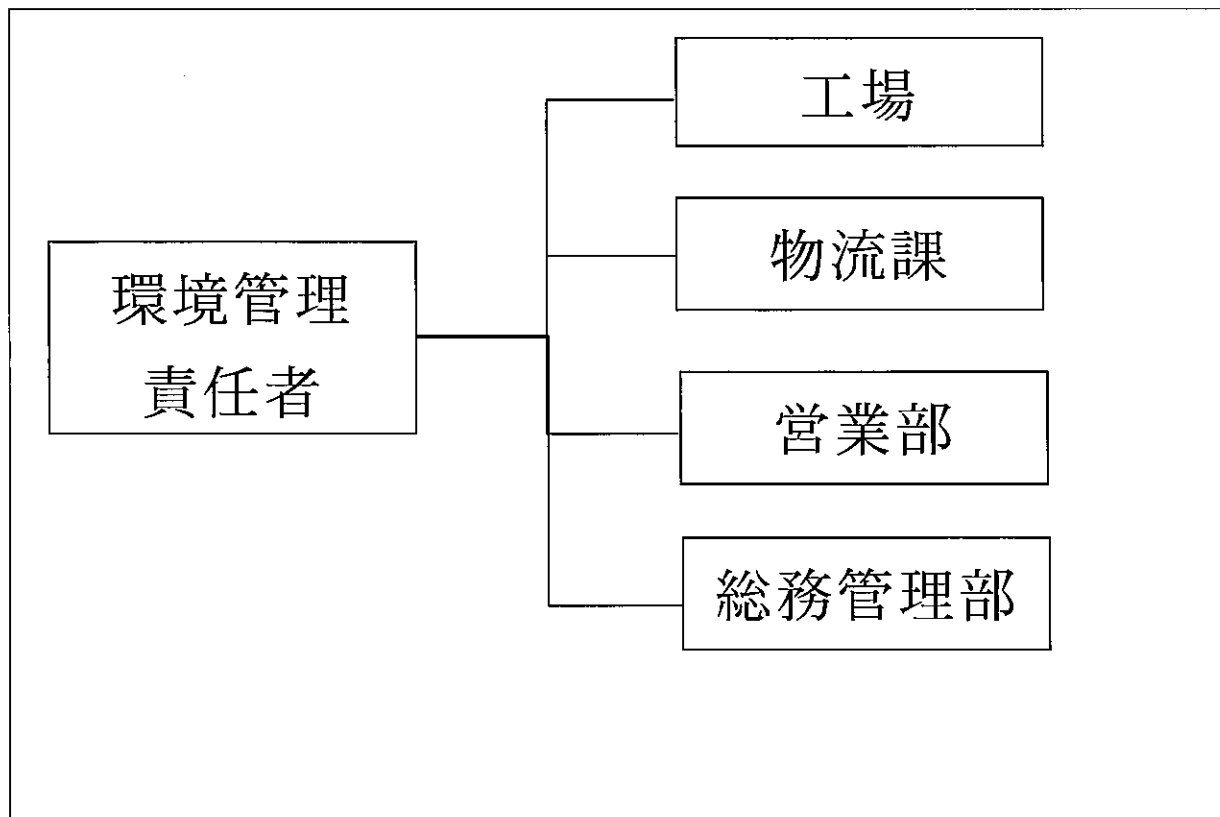 工場
物流課
環境管理
責任者
営業部
総務管理部